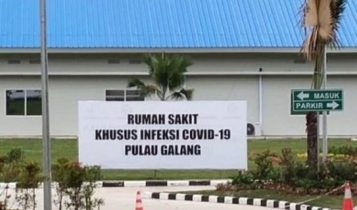 RUMAH SAKIT
KHUSUS INFEKSI COVID-19
PULAU GALANG
MASUK
PARKIR